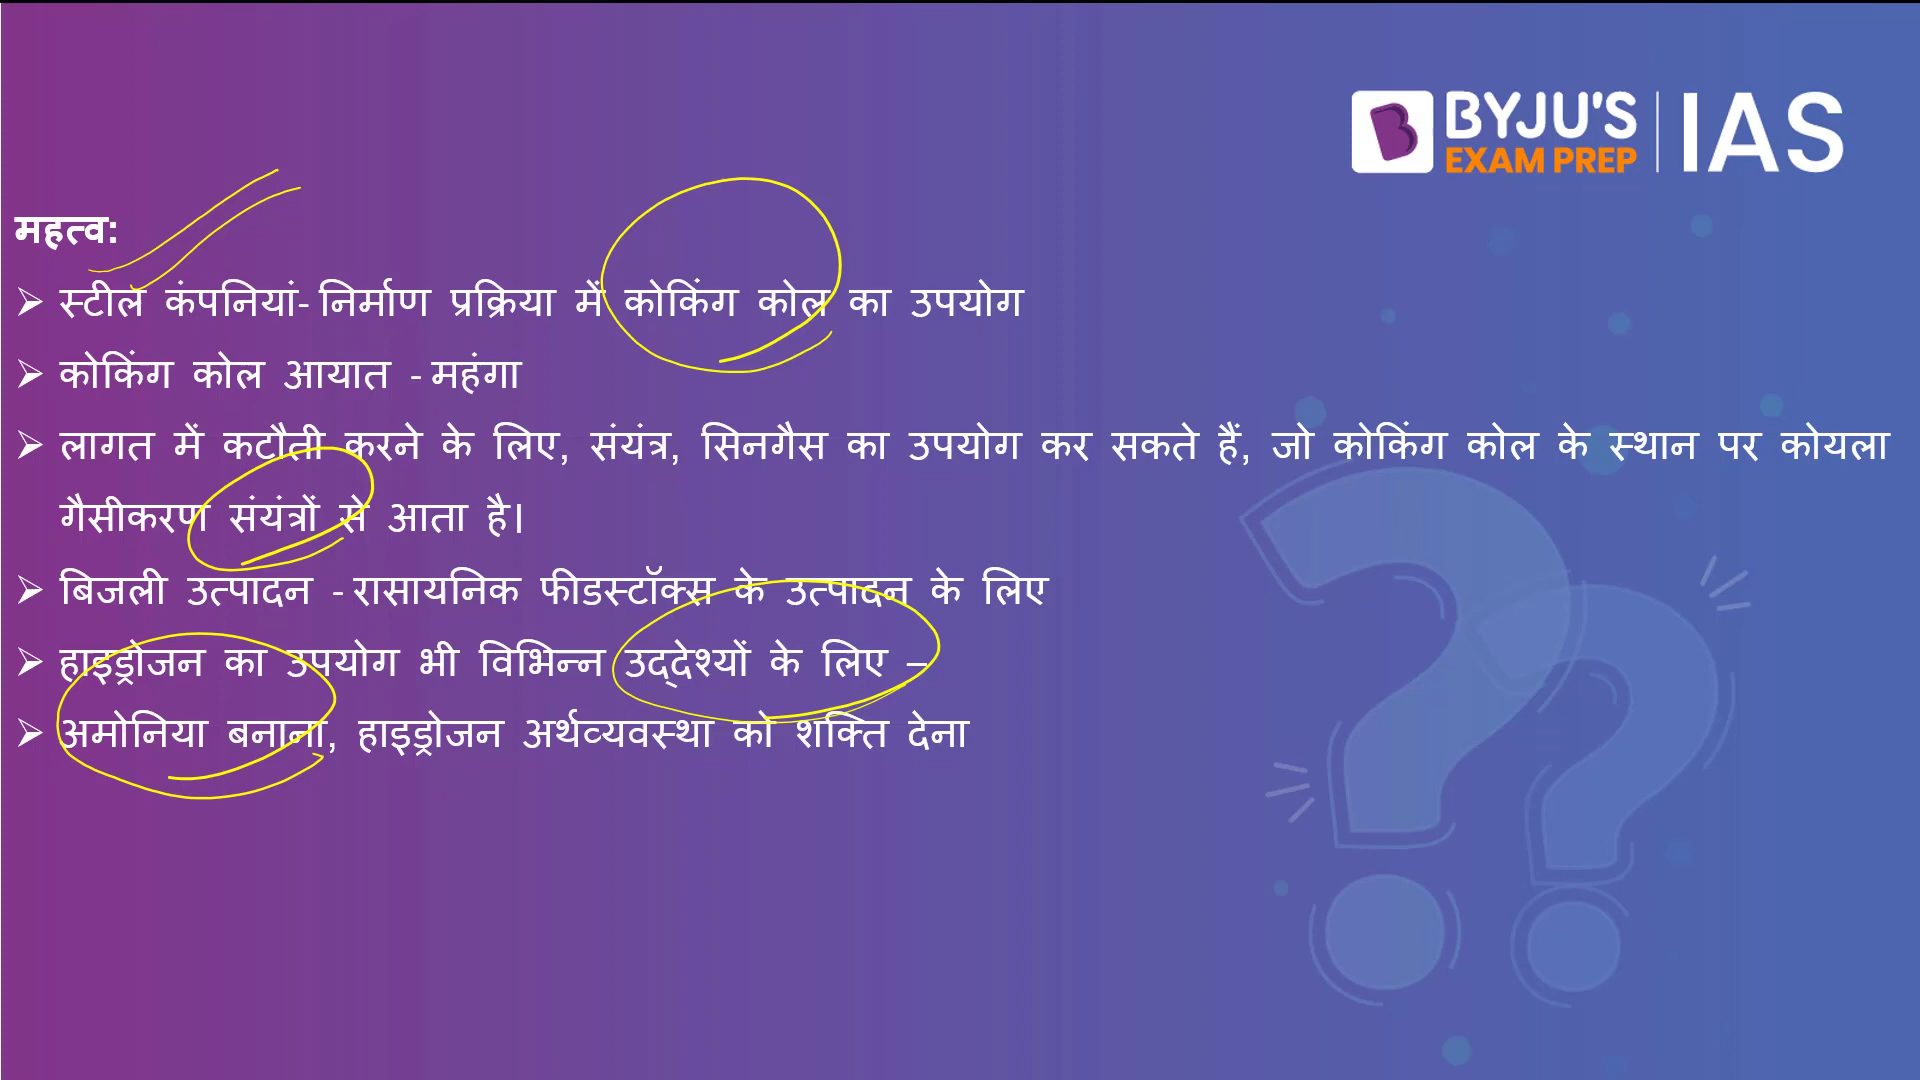 BYJU'S
EXAM PREP
IAS
महत्व:
➢ स्टील कंपनियां- निर्माण प्रक्रिया में कोकिंग कोल का उपयोग
➢ कोकिंग कोल आयात - महंगा
➢ लागत में कटौती करने के लिए, संयंत्र, सिनगैस का उपयोग कर सकते हैं, जो कोकिंग कोल के स्थान पर कोयला
गैसीकरण संयंत्रों से आता है।
➢ बिजली उत्पादन - रासायनिक फीडस्टॉक्स के उत्पादन के लिए
➢ हाइड्रोजन का उपयोग भी विभिन्न उद्देश्यों के लिए –
➢ अमोनिया बनाना, हाइड्रोजन अर्थव्यवस्था को शक्ति देना